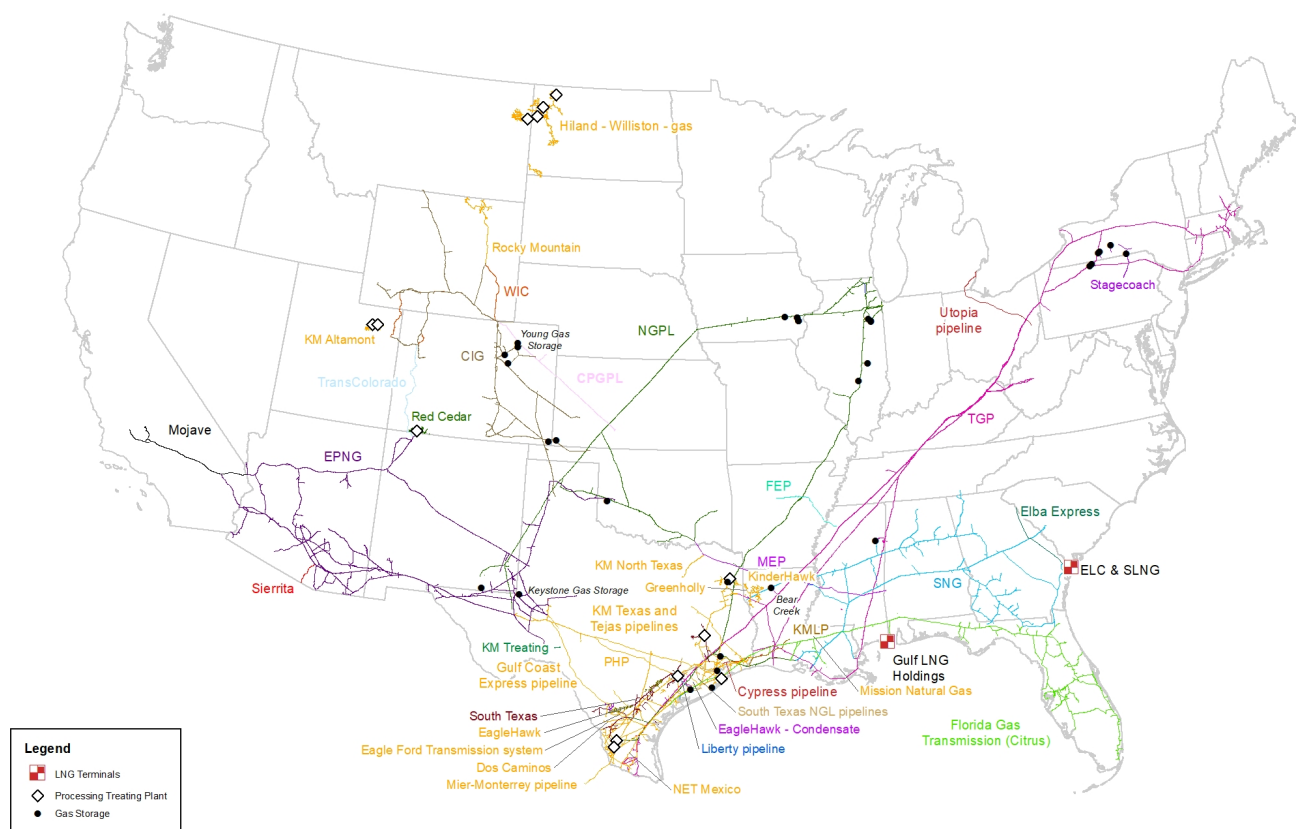 Hiland - Williston - gas
Rocky Mountain
WIC
Stagecoach
Utopia
pipeline
NGPL
Young Gas
Storage
KM Altamont
CIG
TransColorado
CPGPL
Red Cedar
Mojave
TGP
EPNG
FEP
Elba Express
MEP
KM North Texas
KinderHawk
ELC & SLNG
Sierrita
Greenholly
SNG
Keystone Gas Storage
Bear
Creek
KM Texas and
Tejas pipelines
KMLP
KM Treating
PHP
Gulf Coast
Express pipeline
Gulf LNG
Holdings
Cypress pipeline
Mission Natural Gas
South Texas NGL pipelines
South Texas
EagleHawk
EagleHawk - Condensate
Florida Gas
Transmission (Citrus)
Eagle Ford Transmission system
Liberty pipeline
Dos Caminos
Mier-Monterrey pipeline
NET Mexico
Legend
LNG Terminals
Processing Treating Plant
Gas Storage